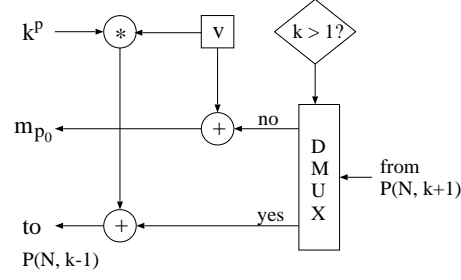 k^p * v k > 1?
m_{p_0} + no
D
M
U
X
from
P(N, k+1)
to + yes
P(N, k-1)